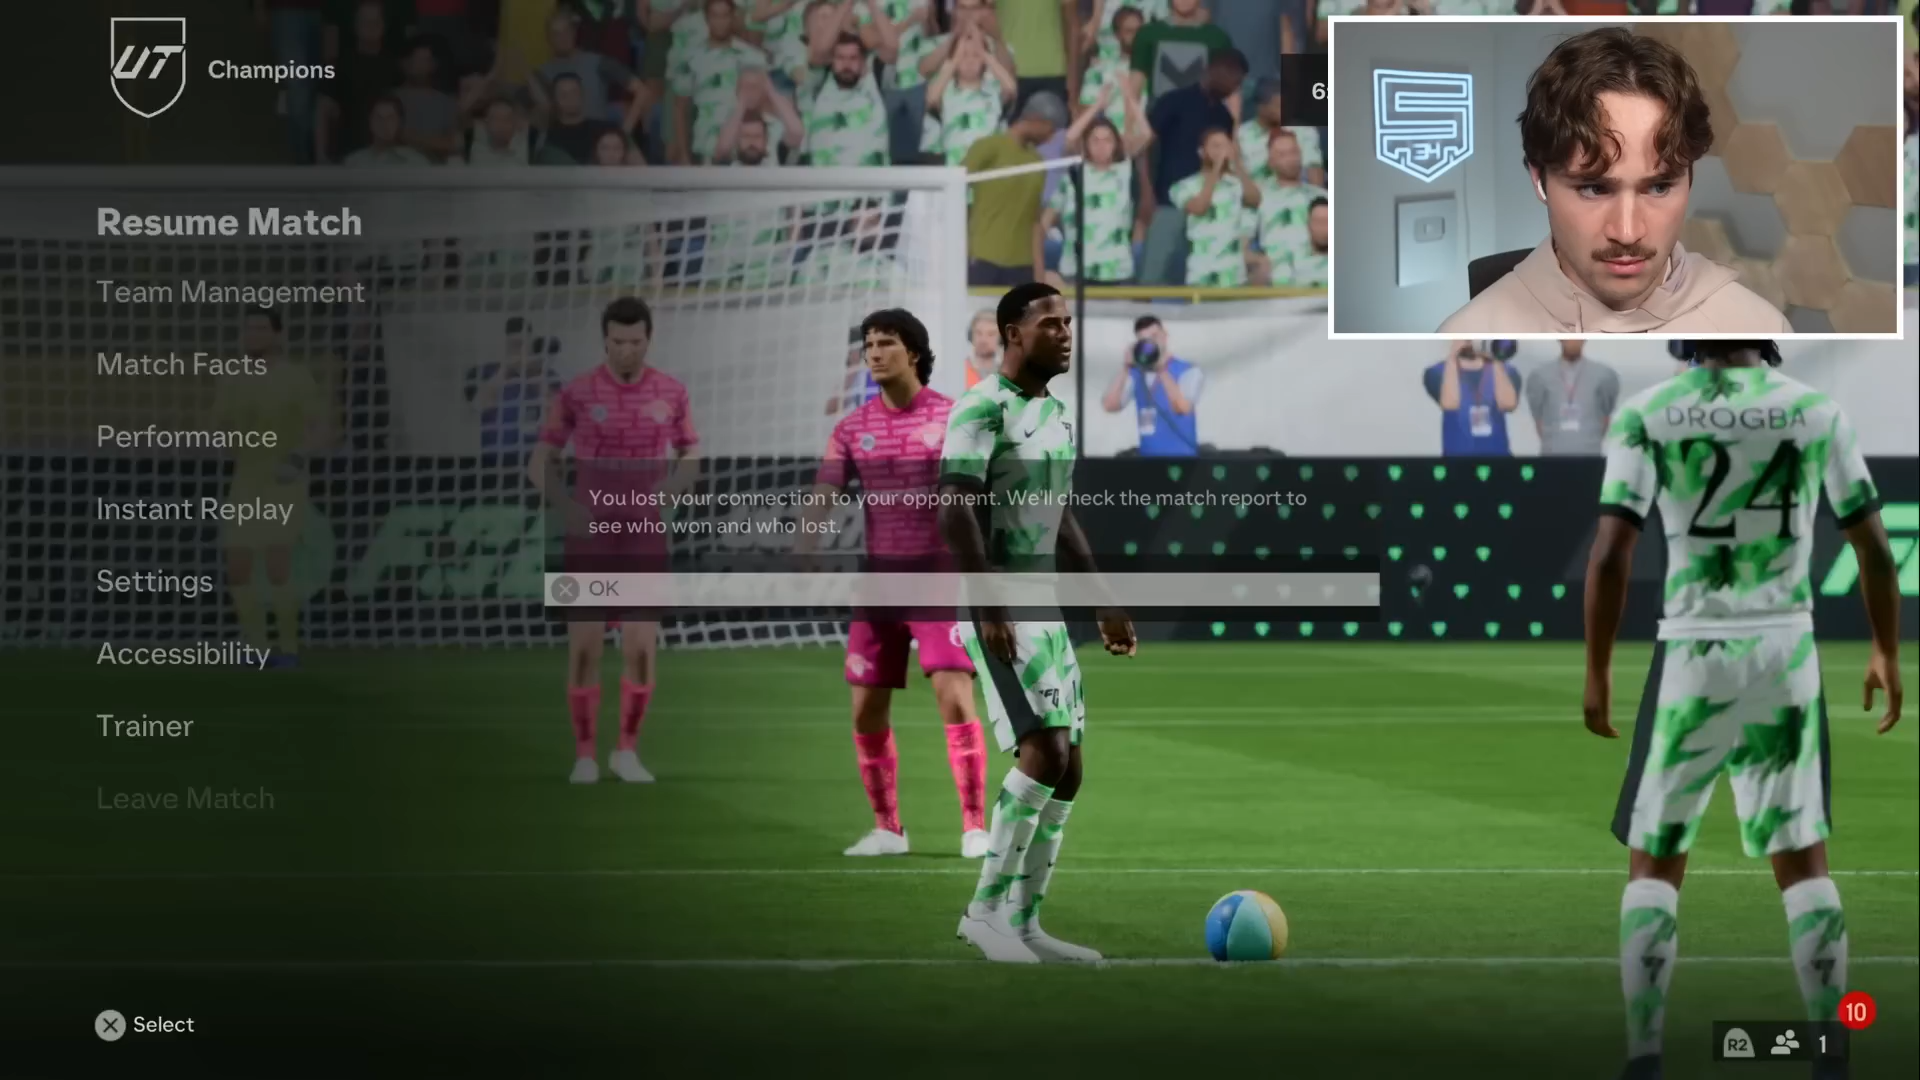 UT
Champions
6:
Resume Match
Team Management
Match Facts
Performance
Instant Replay
Settings
Accessibility
Trainer
Leave Match
You lost your connection to your opponent. We'll check the match report to
see who won and who lost.
OK
DROGBA
24
S
34
Select
10
R2
1